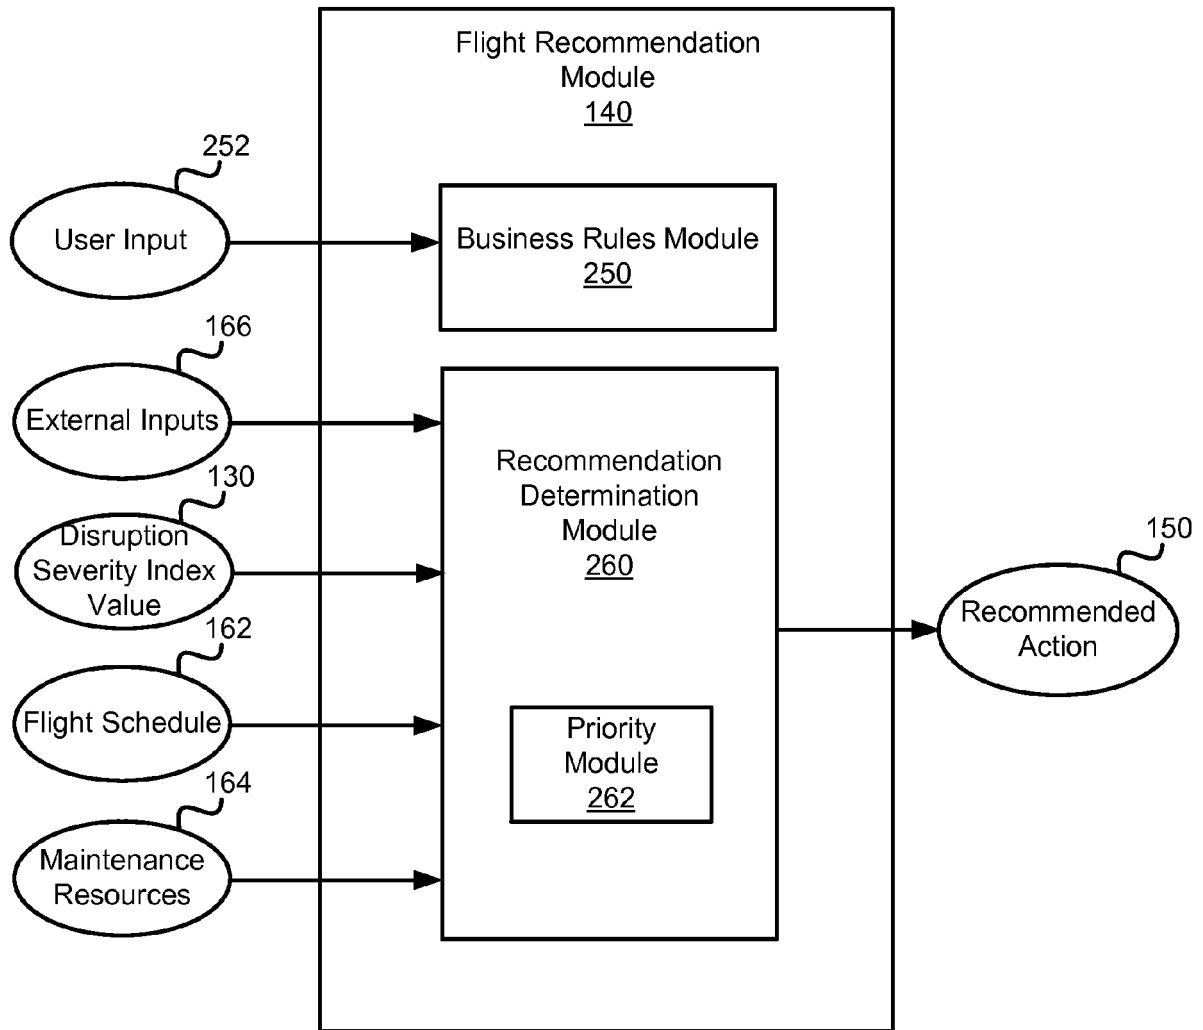 Flight Recommendation
Module
140
252
User Input
Business Rules Module
250
166
External Inputs
130
Disruption
Severity Index
Value
Recommendation
Determination
Module
260
150
Recommended
Action
162
Flight Schedule
Priority
Module
262
164
Maintenance
Resources